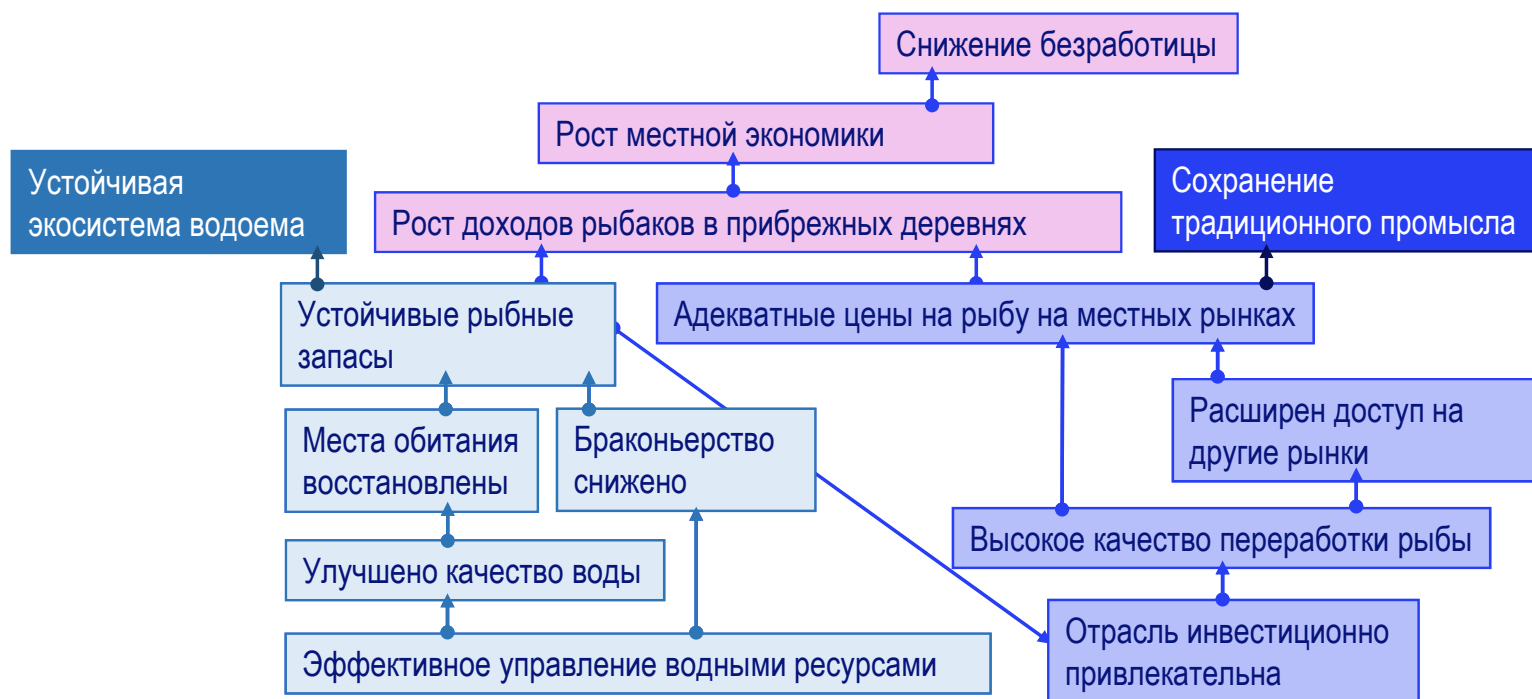 Снижение безработицы
Рост местной экономики
Устойчивая
экосистема водоема
Рост доходов рыбаков в прибрежных деревнях
Сохранение
традиционного промысла
Устойчивые рыбные
запасы
Адекватные цены на рыбу на местных рынках
Места обитания
восстановлены
Браконьерство
снижено
Расширен доступ на
другие рынки
Улучшено качество воды
Высокое качество переработки рыбы
Эффективное управление водными ресурсами
Отрасль инвестиционно
привлекательна